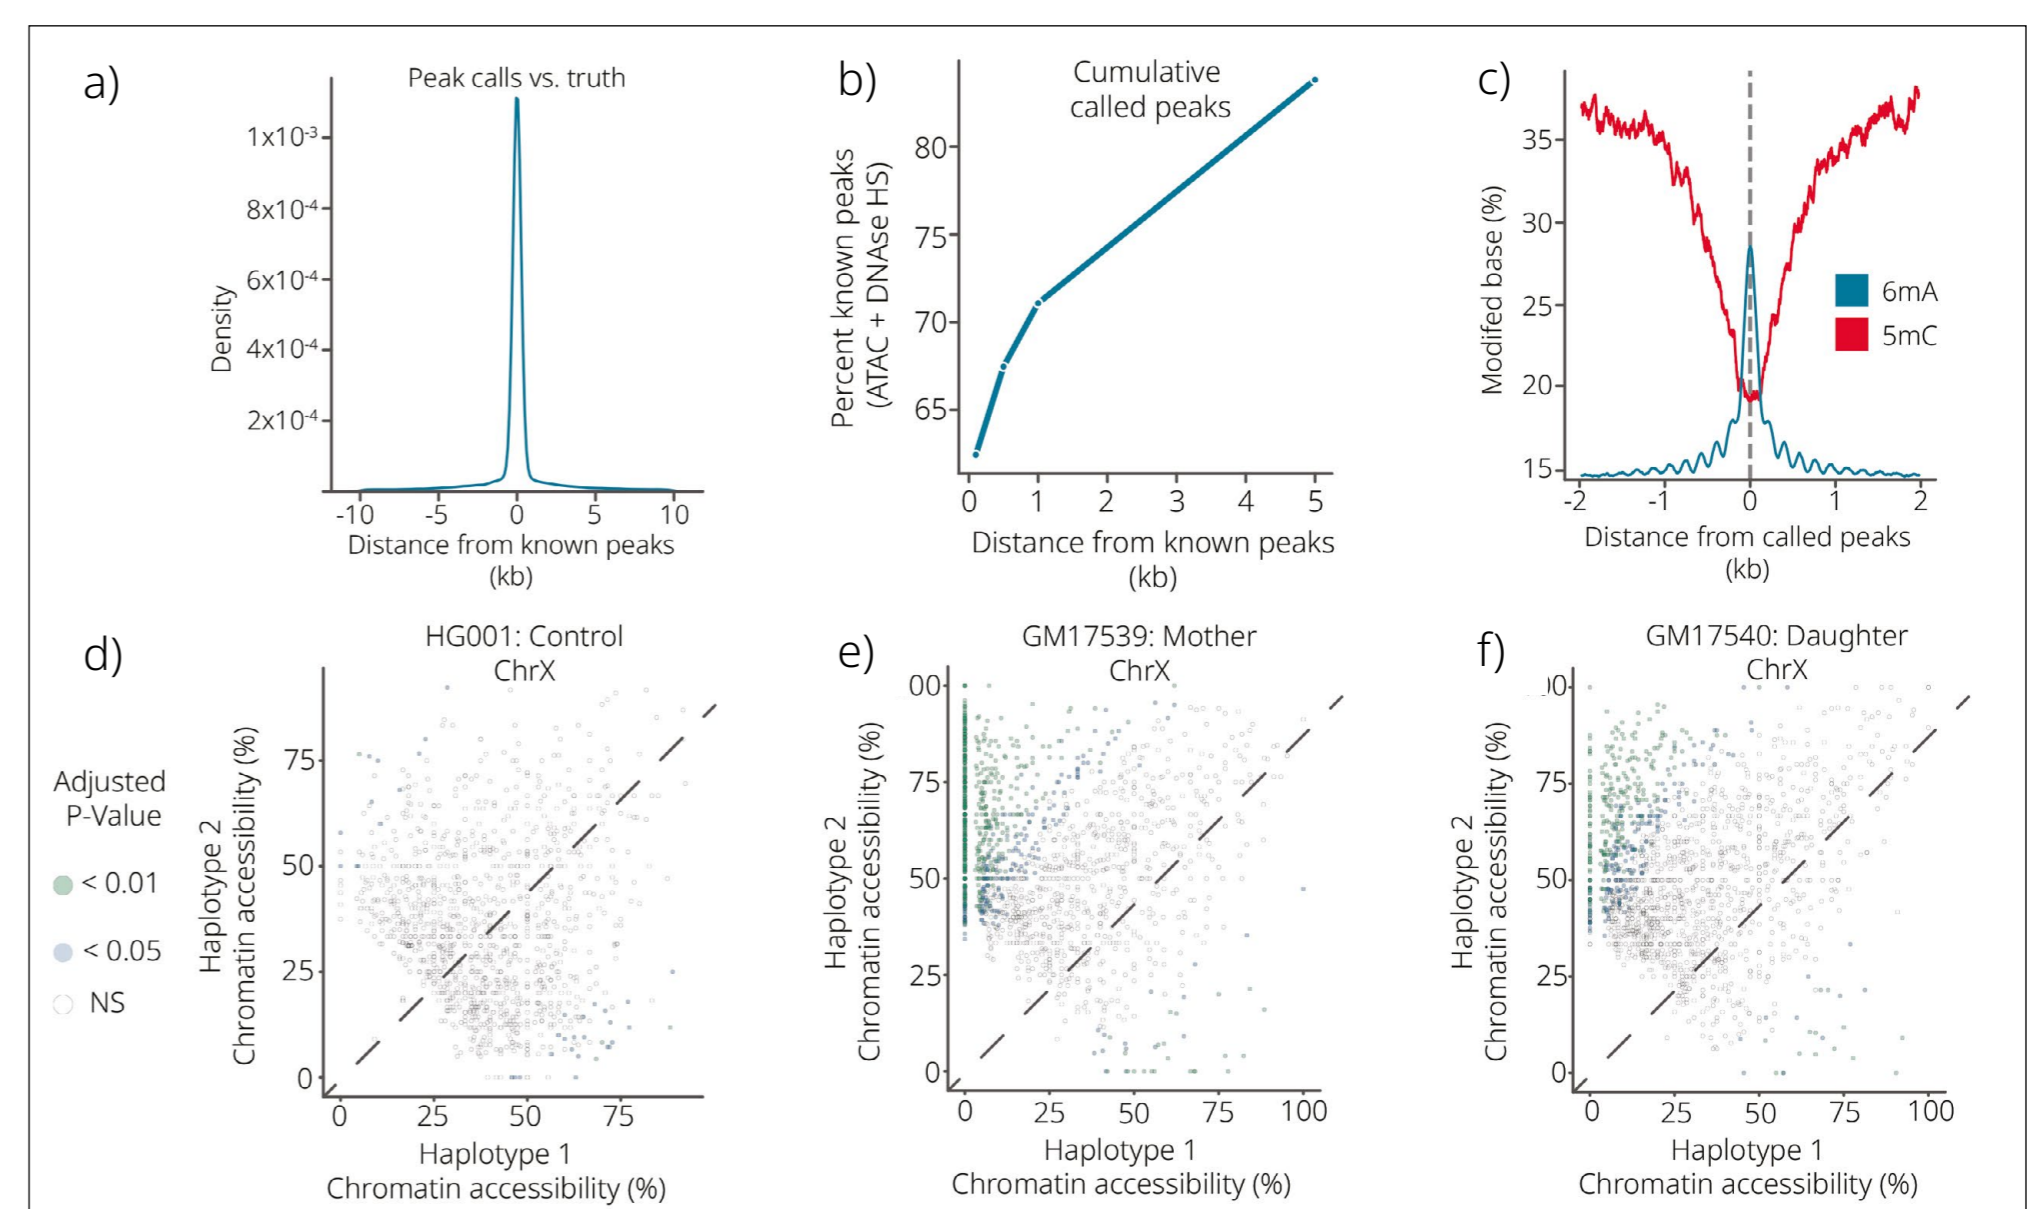 a)
Peak calls vs. truth
1x10⁻³
8x10⁻⁴
6x10⁻⁴
4x10⁻⁴
2x10⁻⁴
Density
-10 -5 0 5 10
Distance from known peaks
(kb)
b)
Cumulative
called peaks
80
75
70
65
Percent known peaks
(ATAC + DNAse HS)
0 1 2 3 4 5
Distance from known peaks
(kb)
c)
35
30
25
20
15
Modifed base (%)
6mA
5mC
-2 -1 0 1 2
Distance from called peaks
(kb)
Adjusted
P-Value
< 0.01
< 0.05
NS
d)
HG001: Control
ChrX
75
50
25
0
Haplotype 2
Chromatin accessibility (%)
0 25 50 75
Haplotype 1
Chromatin accessibility (%)
e)
GM17539: Mother
ChrX
00
75
50
25
0
Haplotype 2
Chromatin accessibility (%)
0 25 50 75 100
Haplotype 1
Chromatin accessibility (%)
f)
GM17540: Daughter
ChrX
00
75
50
25
0
Haplotype 2
Chromatin accessibility (%)
0 25 50 75 100
Haplotype 1
Chromatin accessibility (%)